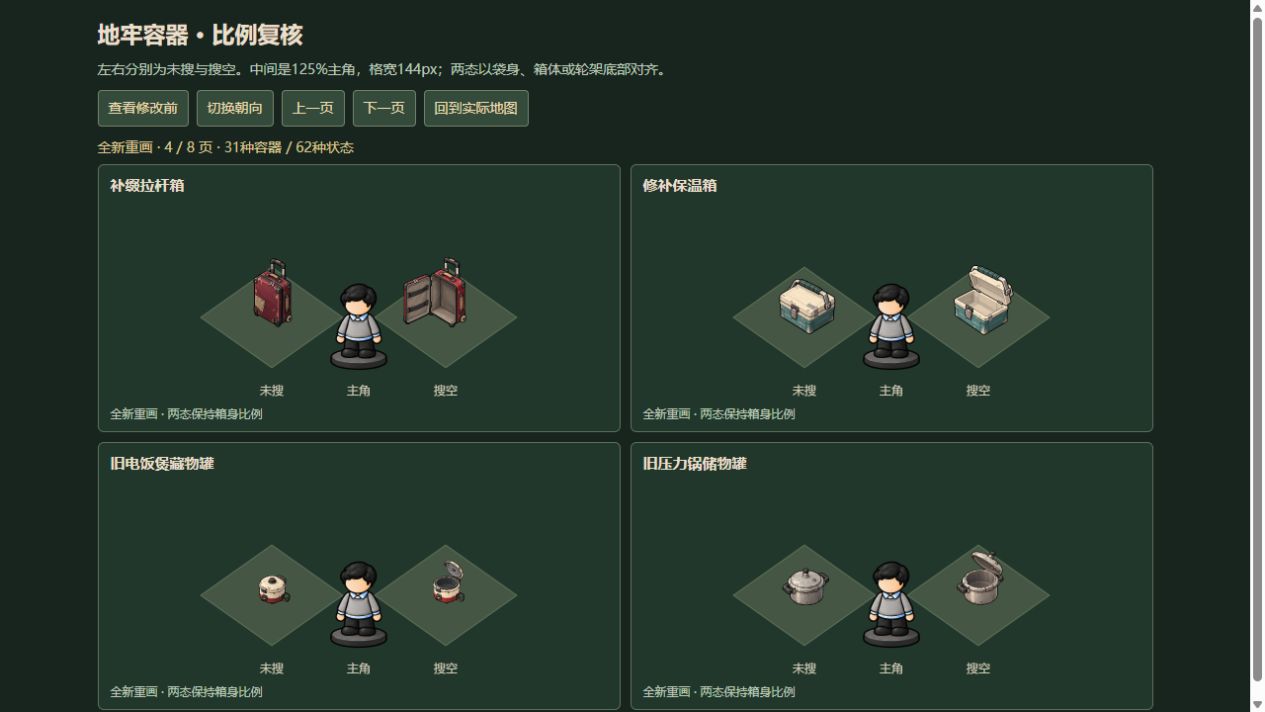 地牢容器・比例复核
左右分别为未搜与搜空。中间是125%主角，格宽144px；两态以袋身、箱体或轮架底部对齐。
查看修改前 切换朝向 上一页 下一页 回到实际地图
全新重画 · 4 / 8 页 · 31种容器 / 62种状态
补缀拉杆箱
未搜 主角 搜空
全新重画 · 两态保持箱身比例
修补保温箱
未搜 主角 搜空
全新重画 · 两态保持箱身比例
旧电饭煲藏物罐
未搜 主角 搜空
全新重画 · 两态保持箱身比例
旧压力锅储物罐
未搜 主角 搜空
全新重画 · 两态保持箱身比例